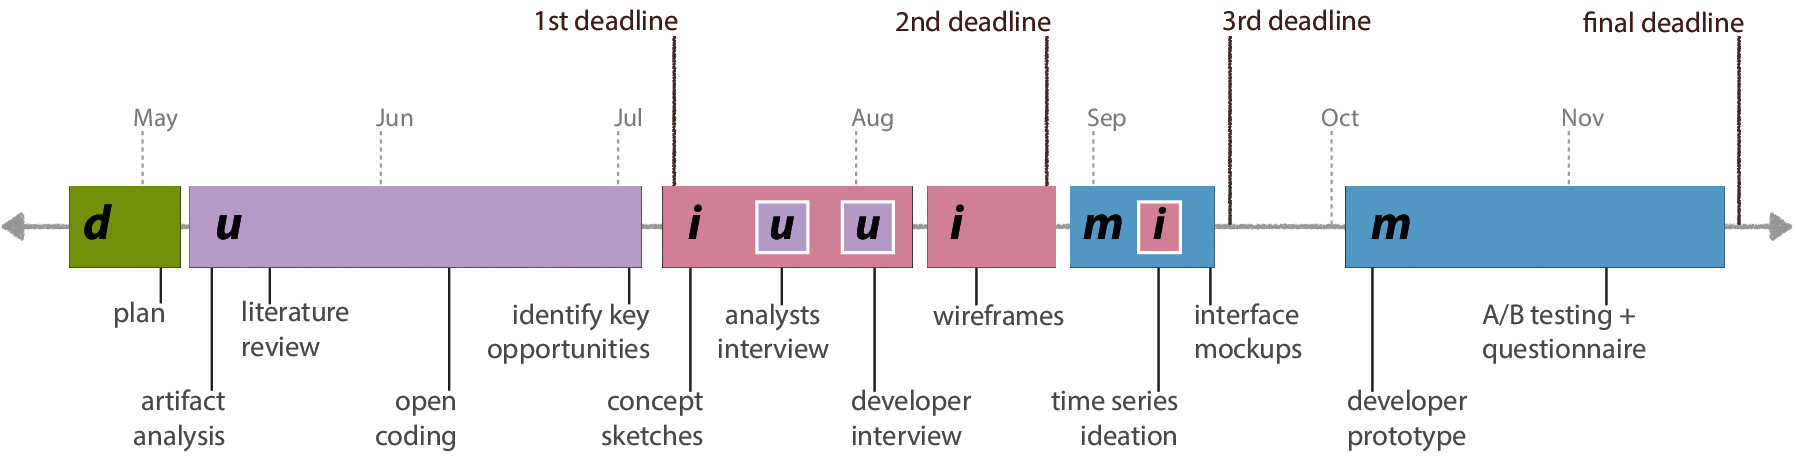 1st deadline
2nd deadline
3rd deadline
final deadline
May
Jun
Jul
Aug
Sep
Oct
Nov
d
u
i
u
u
i
m
i
m
plan
literature
review
identify key
opportunities
analysts
interview
wireframes
interface
mockups
A/B testing +
questionnaire
artifact
analysis
open
coding
concept
sketches
developer
interview
time series
ideation
developer
prototype